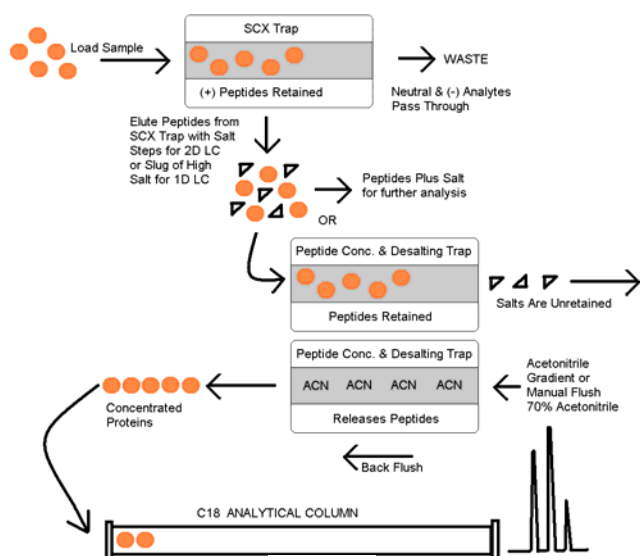 SCX Trap
Load Sample
WASTE
(+) Peptides Retained
Neutral & (-) Analytes
Pass Through
Elute Peptides from
SCX Trap with Salt
Steps for 2D LC
or Slug of High
Salt for 1D LC
Peptides Plus Salt
for further analysis
OR
Peptide Conc. & Desalting Trap
Peptides Retained
Salts Are Unretained
Peptide Conc. & Desalting Trap
ACN ACN ACN ACN
Releases Peptides
Acetonitrile
Gradient or
Manual Flush
70% Acetonitrile
Concentrated
Proteins
Back Flush
C18 ANALYTICAL COLUMN